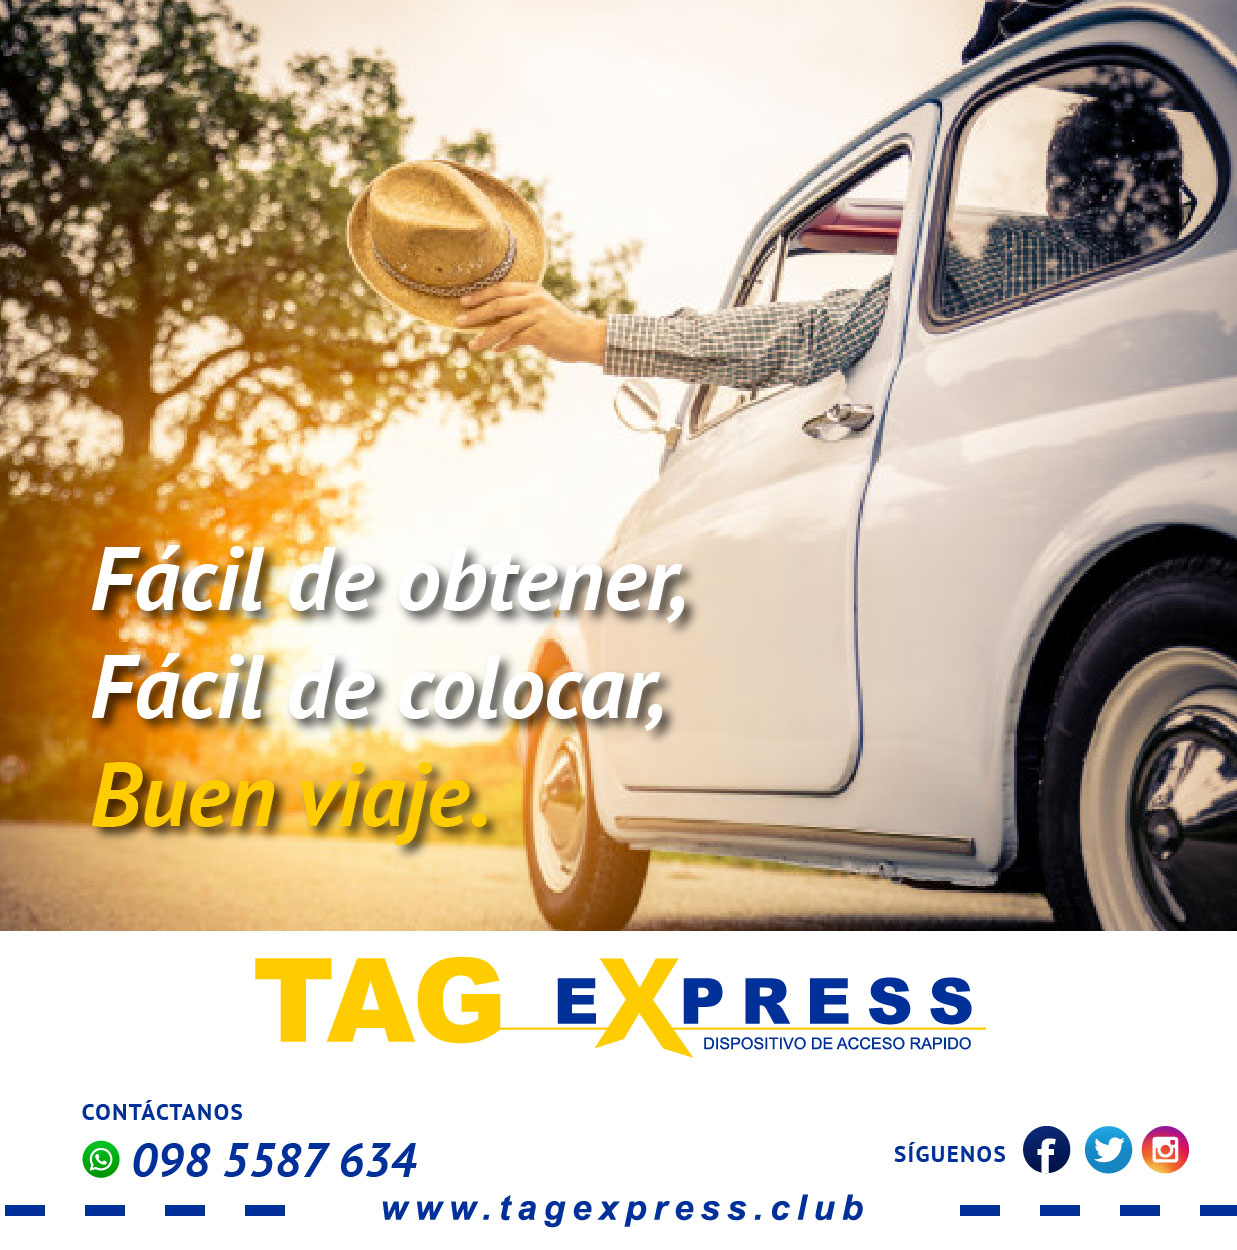 Fácil de obtener,
Fácil de colocar,
Buen viaje.
TAG EXPRESS
DISPOSITIVO DE ACCESO RAPIDO
CONTÁCTANOS
098 5587 634
SÍGUENOS
www.tagexpress.club